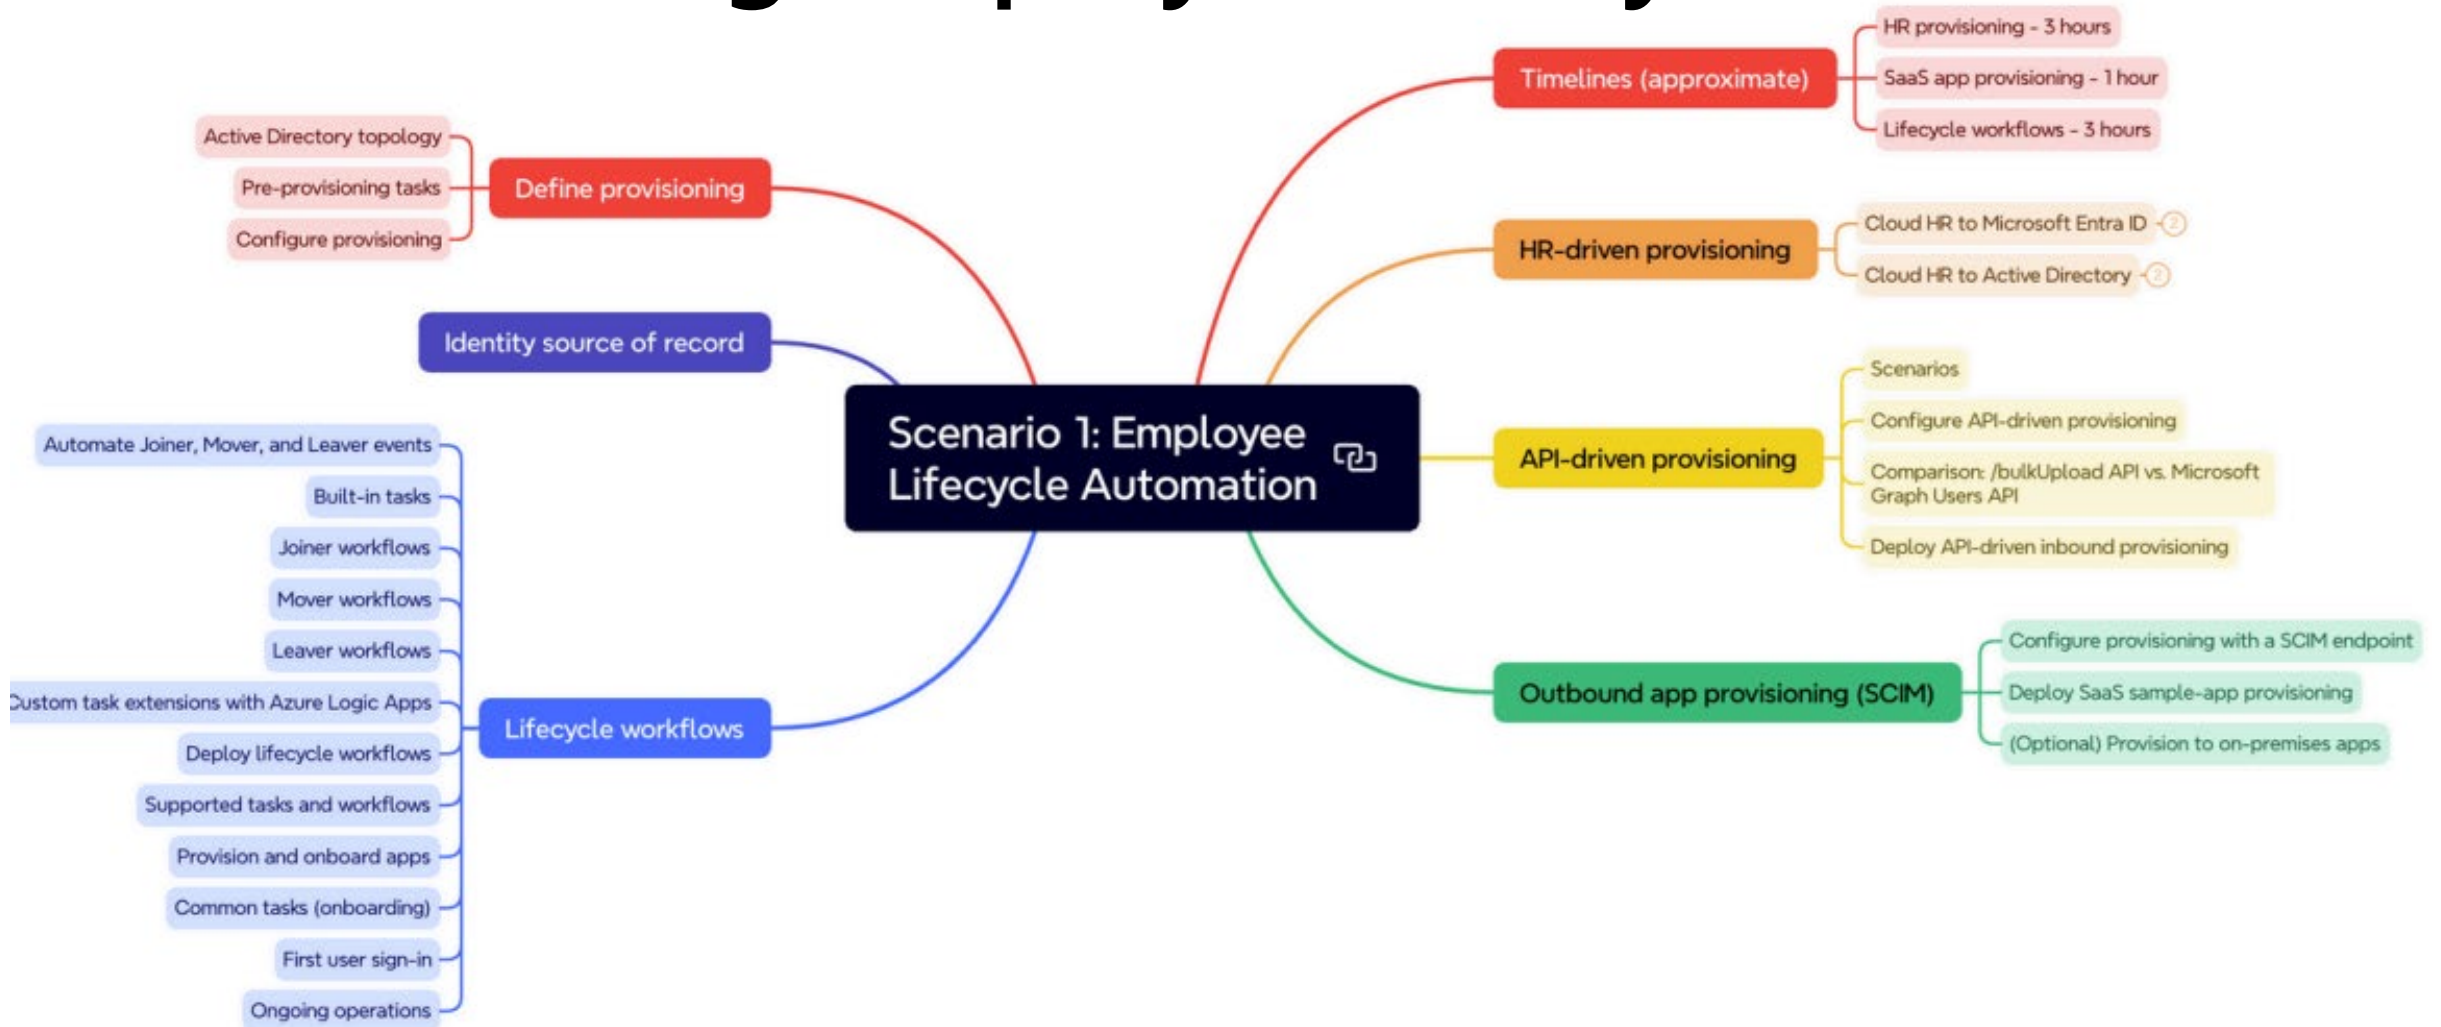 Timelines (approximate)
HR provisioning - 3 hours
SaaS app provisioning - 1 hour
Lifecycle workflows - 3 hours
HR-driven provisioning
Cloud HR to Microsoft Entra ID
2
Cloud HR to Active Directory
2
API-driven provisioning
Scenarios
Configure API-driven provisioning
Comparison: /bulkUpload API vs. Microsoft
Graph Users API
Deploy API-driven inbound provisioning
Outbound app provisioning (SCIM)
Configure provisioning with a SCIM endpoint
Deploy SaaS sample-app provisioning
(Optional) Provision to on-premises apps
Scenario 1: Employee
Lifecycle Automation
Define provisioning
Active Directory topology
Pre-provisioning tasks
Configure provisioning
Identity source of record
Lifecycle workflows
Automate Joiner, Mover, and Leaver events
Built-in tasks
Joiner workflows
Mover workflows
Leaver workflows
Custom task extensions with Azure Logic Apps
Deploy lifecycle workflows
Supported tasks and workflows
Provision and onboard apps
Common tasks (onboarding)
First user sign-in
Ongoing operations